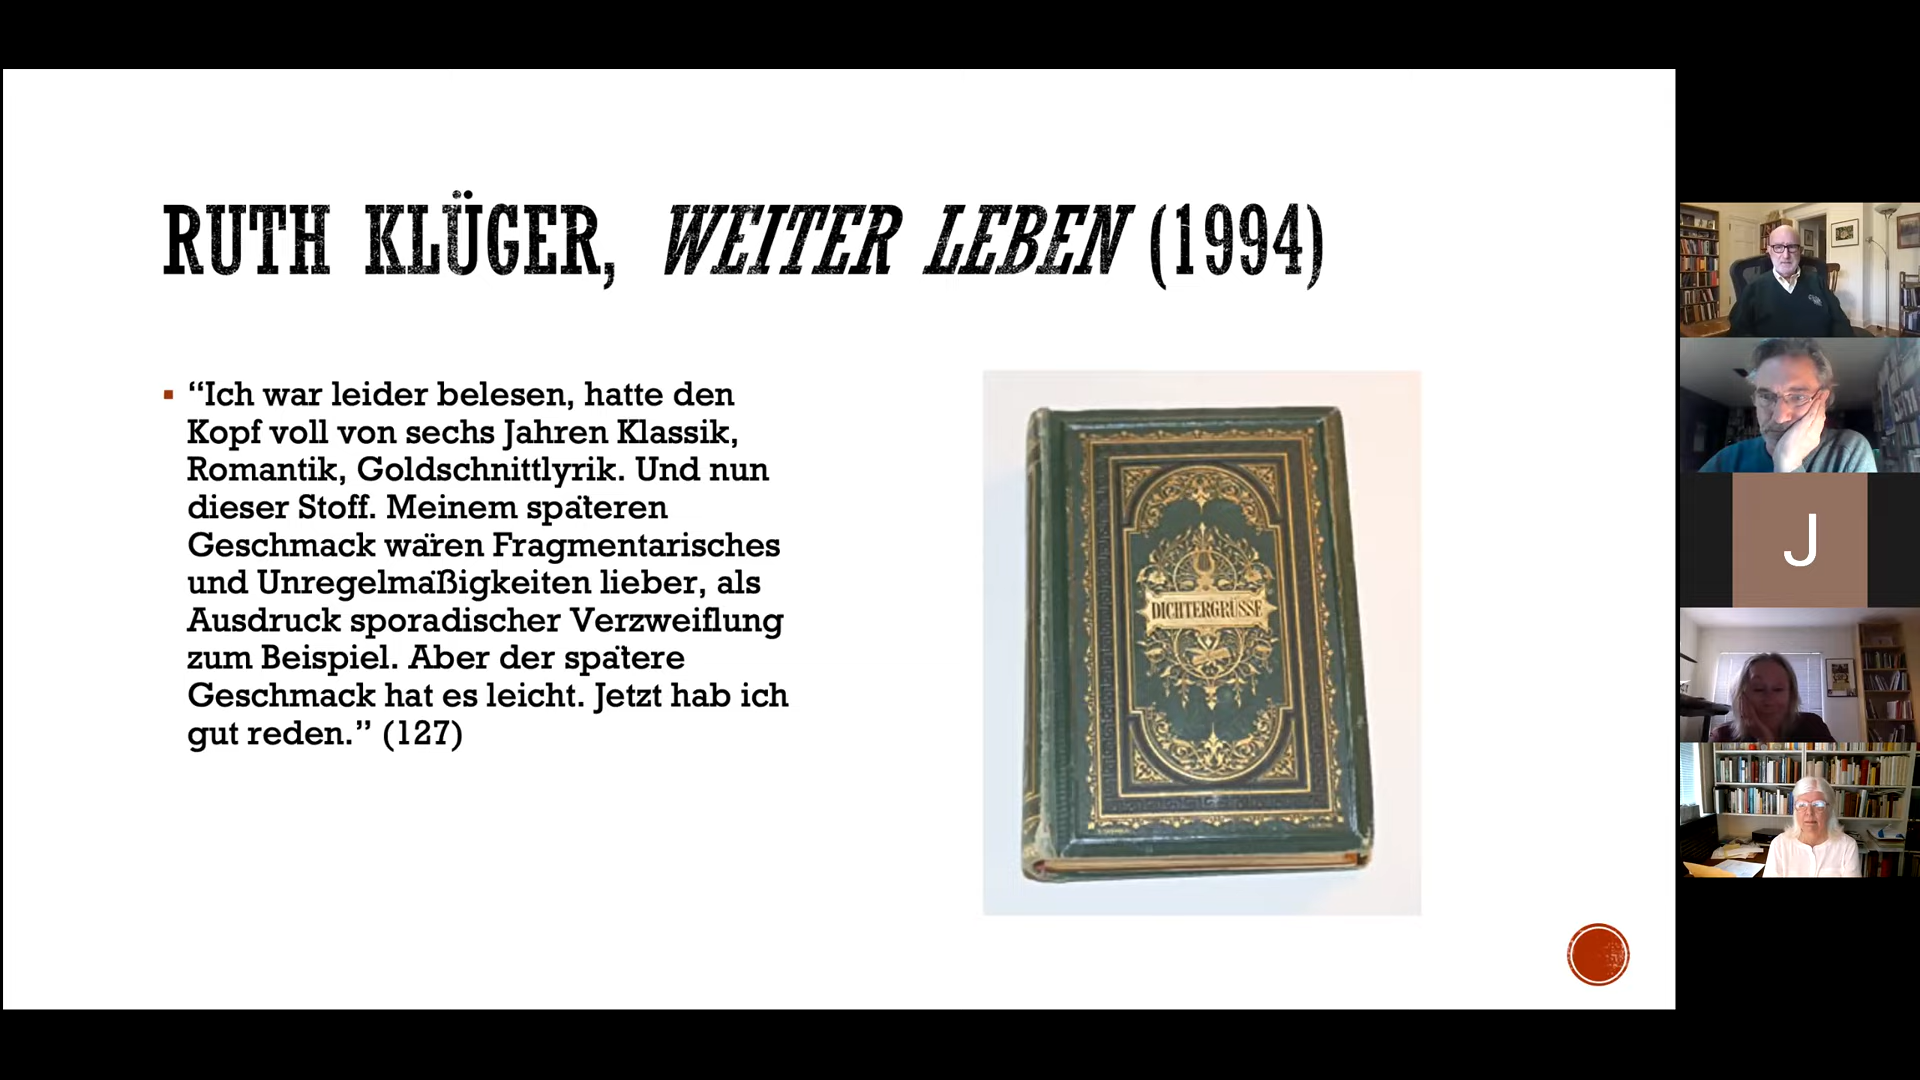 RUTH KLÜGER, WEITER LEBEN (1994)
▪ “Ich war leider belesen, hatte den
Kopf voll von sechs Jahren Klassik,
Romantik, Goldschnittlyrik. Und nun
dieser Stoff. Meinem späteren
Geschmack wären Fragmentarisches
und Unregelmäßigkeiten lieber, als
Ausdruck sporadischer Verzweiflung
zum Beispiel. Aber der spätere
Geschmack hat es leicht. Jetzt hab ich
gut reden.” (127)
DICHTERGRÜSSE
J